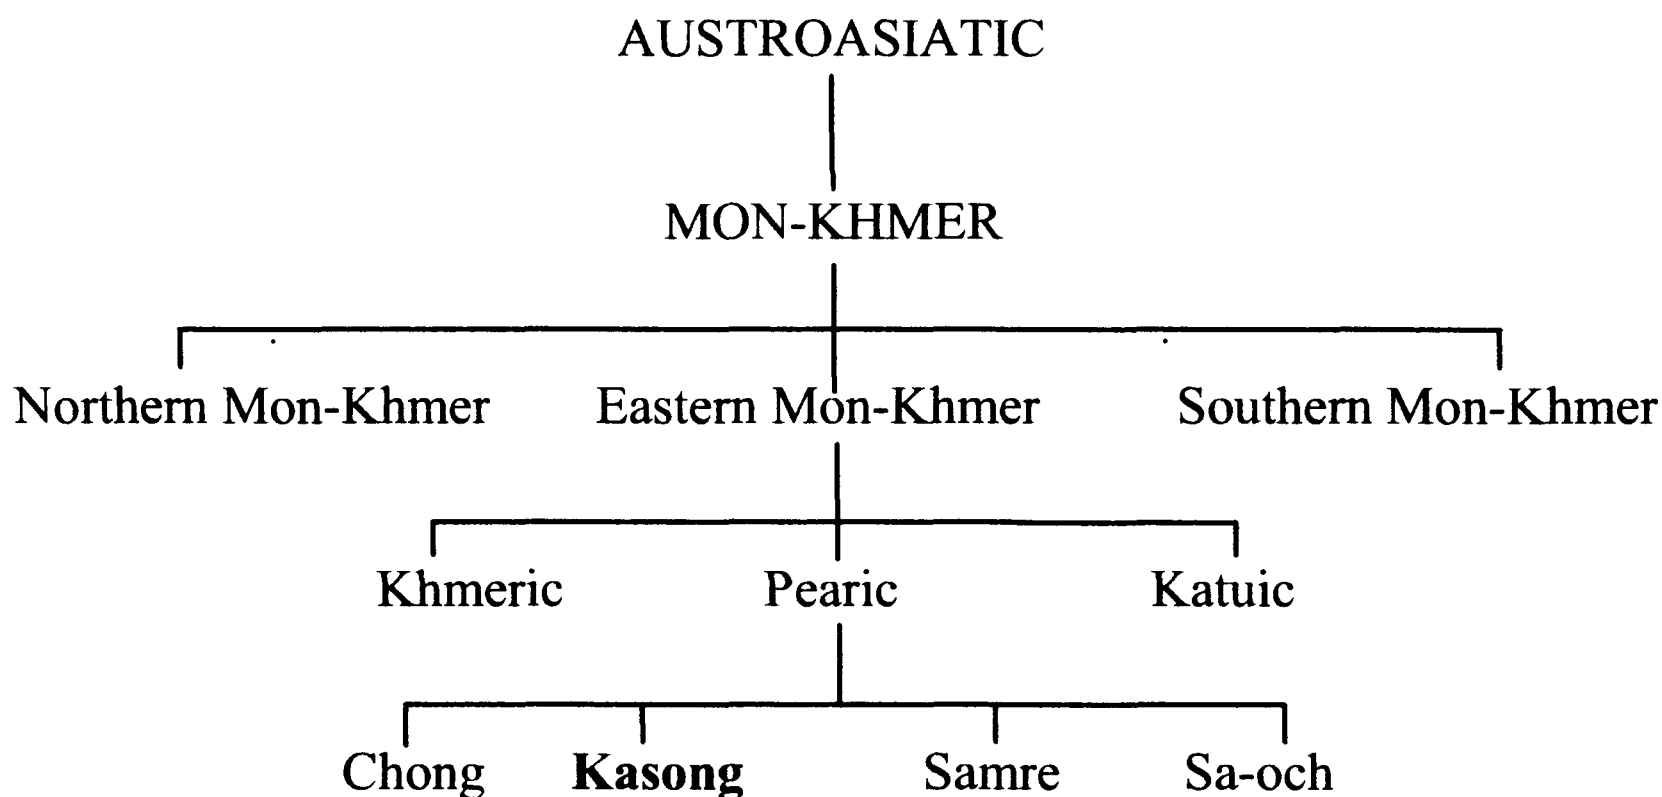 AUSTROASIATIC
MON-KHMER
Northern Mon-Khmer Eastern Mon-Khmer Southern Mon-Khmer
Khmeric Pearic Katuic
Chong Kasong Samre Sa-och